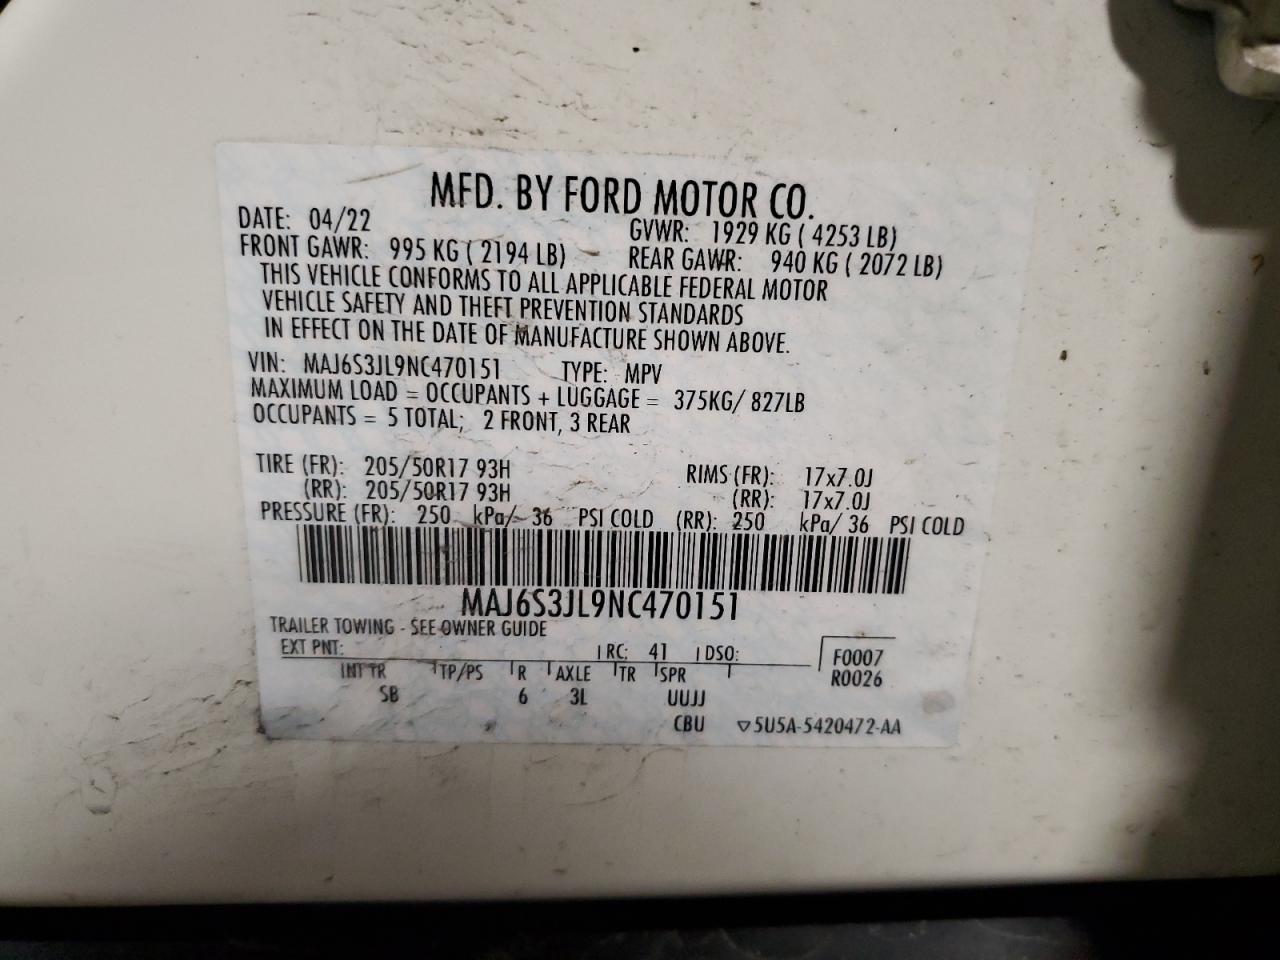 MFD. BY FORD MOTOR CO.
DATE: 04/22 GVWR: 1929 KG ( 4253 LB)
FRONT GAWR: 995 KG ( 2194 LB) REAR GAWR: 940 KG ( 2072 LB)
THIS VEHICLE CONFORMS TO ALL APPLICABLE FEDERAL MOTOR
VEHICLE SAFETY AND THEFT PREVENTION STANDARDS
IN EFFECT ON THE DATE OF MANUFACTURE SHOWN ABOVE.
VIN: MAJ6S3JL9NC470151 TYPE: MPV
MAXIMUM LOAD = OCCUPANTS + LUGGAGE = 375KG/ 827LB
OCCUPANTS = 5 TOTAL; 2 FRONT, 3 REAR
TIRE (FR): 205/50R17 93H RIMS (FR): 17x7.0J
(RR): 205/50R17 93H (RR): 17x7.0J
PRESSURE (FR): 250 kPa/ 36 PSI COLD (RR): 250 kPa/ 36 PSI COLD
MAJ6S3JL9NC470151
TRAILER TOWING - SEE OWNER GUIDE
EXT PNT: RC: 41 DSO: F0007
INT TR TP/PS R AXLE TR SPR R0026
SB 6 3L UUJJ
CBU ▽5U5A-5420472-AA